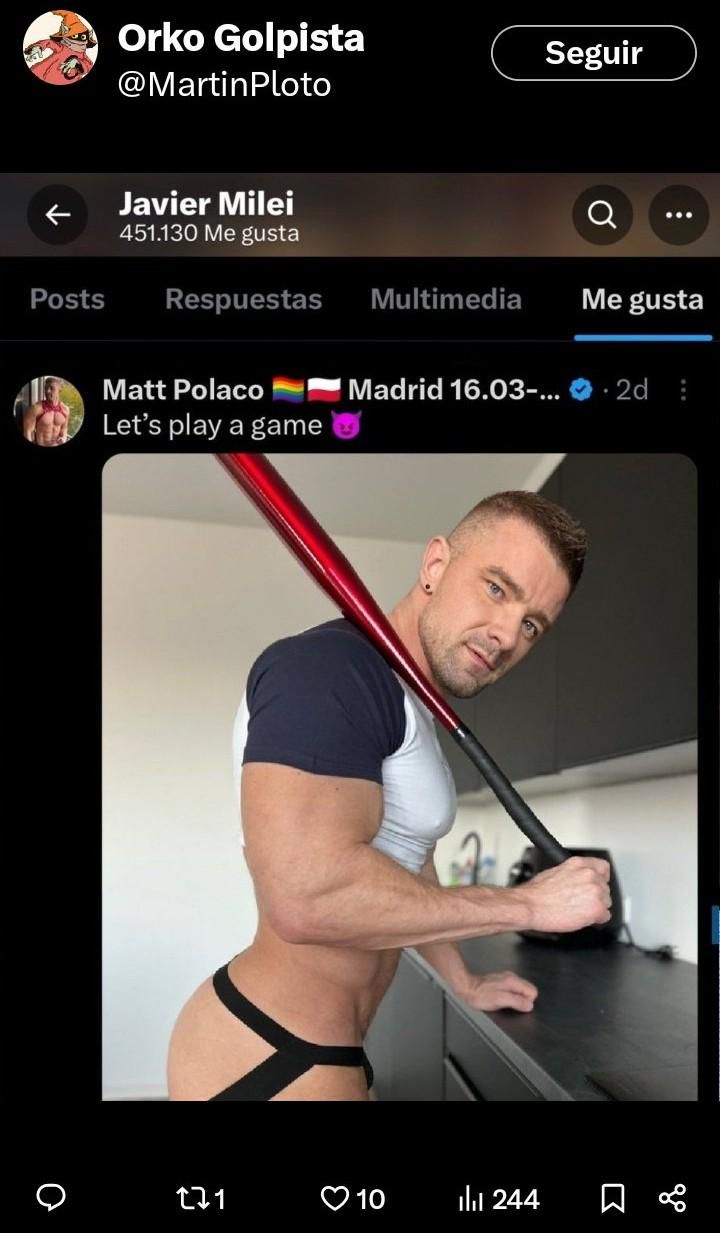 Orko Golpista
@MartinPloto
Seguir
Javier Milei
451.130 Me gusta
Posts Respuestas Multimedia Me gusta
Matt Polaco 🏳️‍🌈🇵🇱 Madrid 16.03-... · 2d
Let's play a game 😈
1 10 244